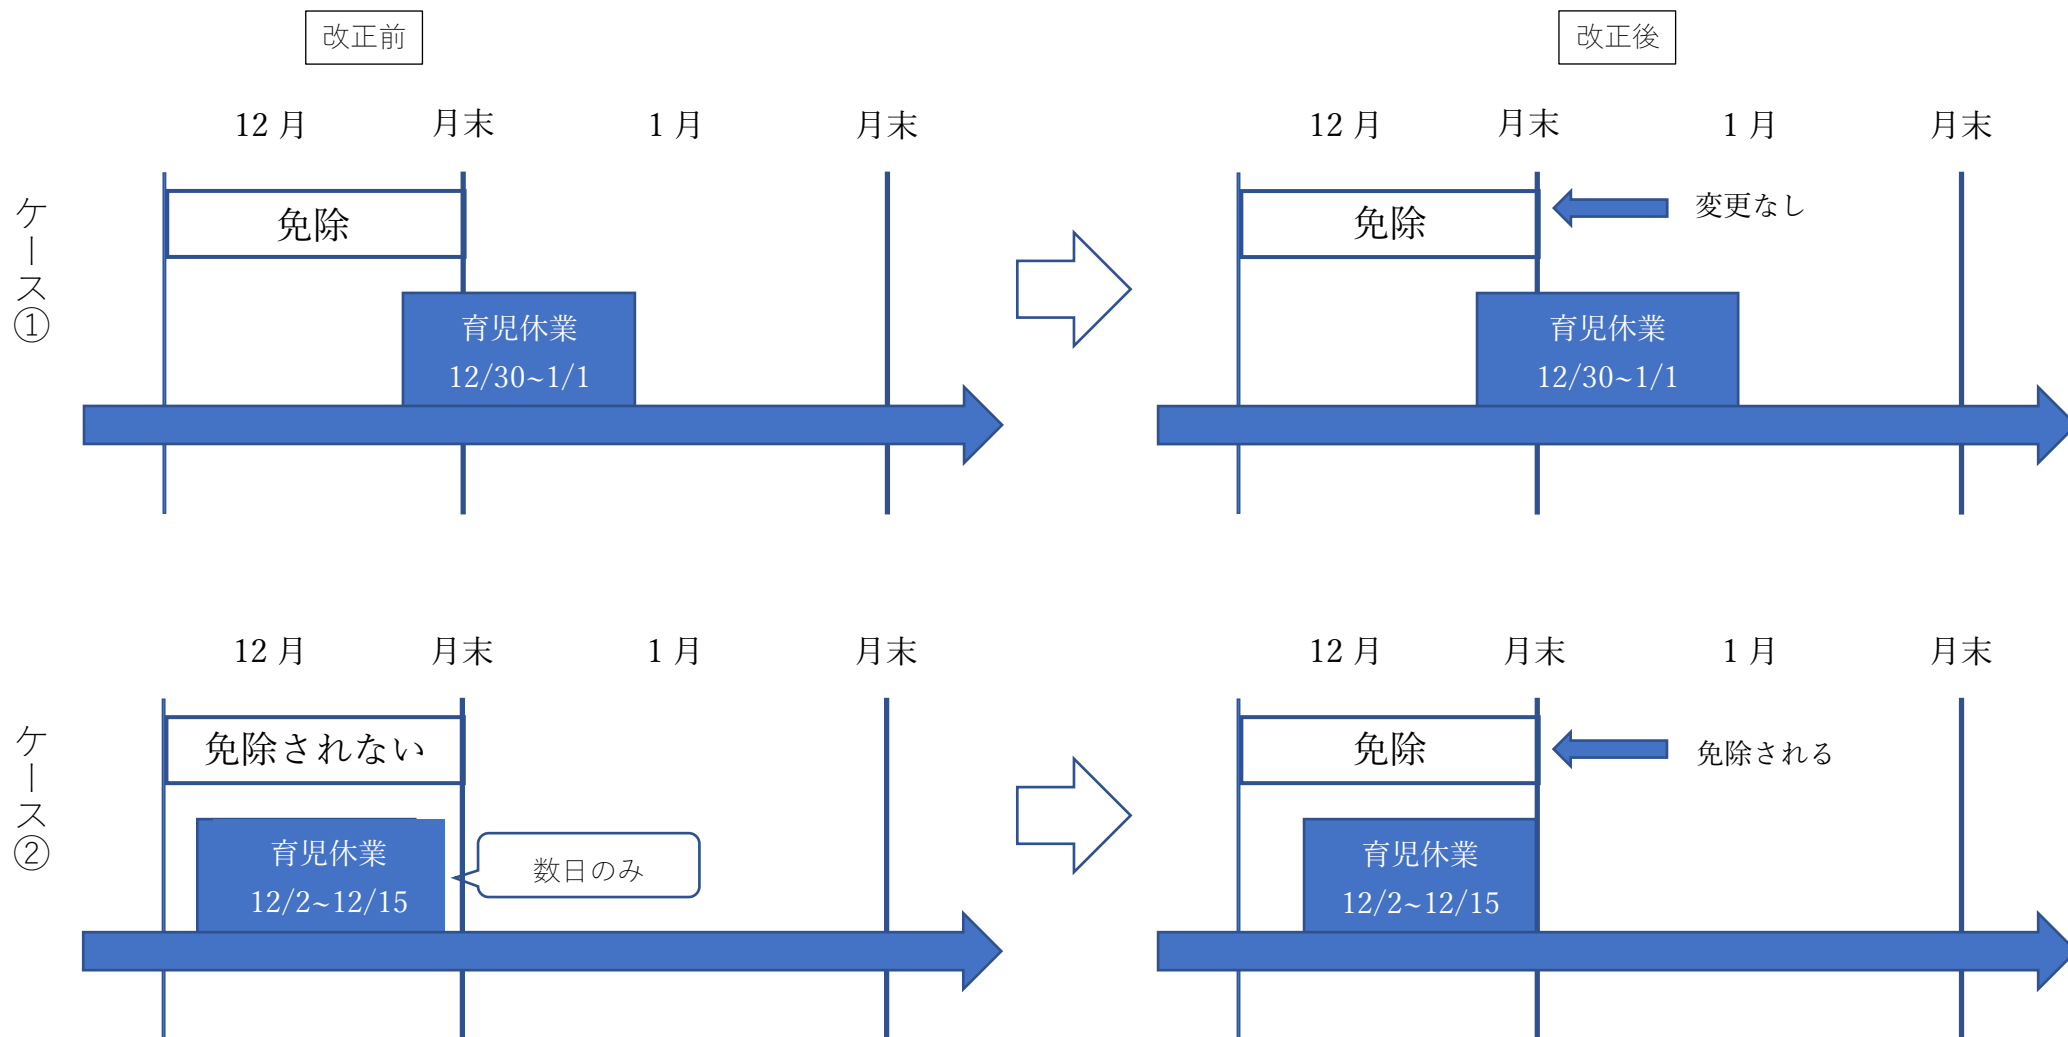 改正前
改正後
12 月 月末 1 月 月末
12 月 月末 1 月 月末
ケース①
免除
育児休業
12/30~1/1
免除
変更なし
育児休業
12/30~1/1
12 月 月末 1 月 月末
12 月 月末 1 月 月末
ケース②
免除されない
育児休業
12/2~12/15
数日のみ
免除
免除される
育児休業
12/2~12/15